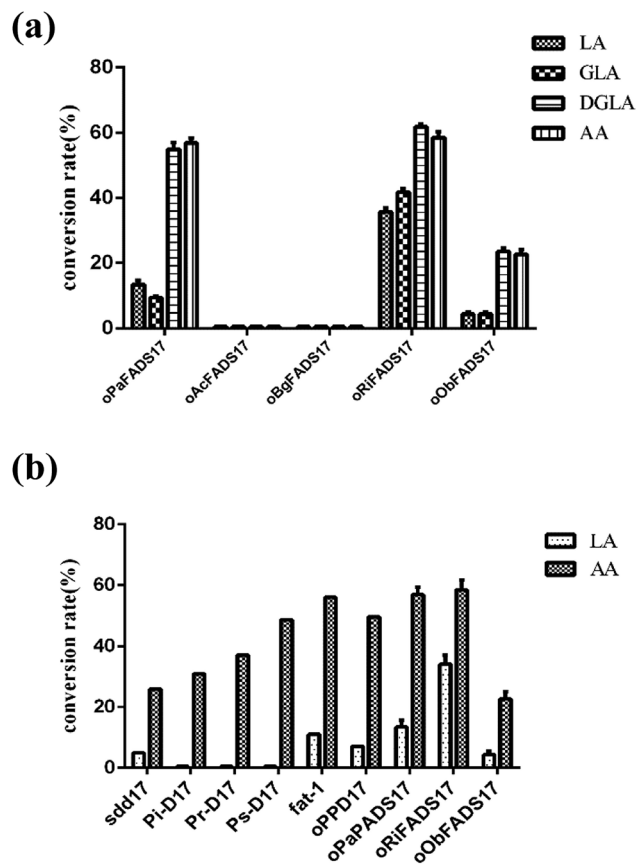 (a)
LA
GLA
DGLA
AA
conversion rate(%)
80
60
40
20
0
oPaFADS17
oAcFADS17
oBgFADS17
oRiFADS17
oObFADS17
(b)
LA
AA
conversion rate(%)
80
60
40
20
0
sdd17
Pi-D17
Pr-D17
Ps-D17
fat-1
oPPD17
oPaPADS17
oRiFADS17
oObFADS17